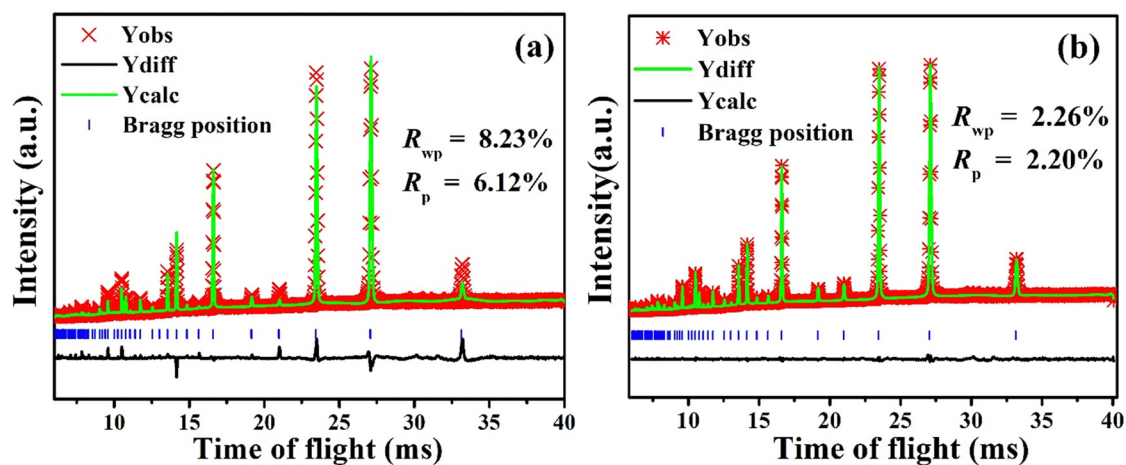 (a)
Yobs
Ydiff
Ycalc
Bragg position
Rwp = 8.23%
Rp = 6.12%
Intensity (a.u.)
10 15 20 25 30 35 40
Time of flight (ms)
(b)
Yobs
Ydiff
Ycalc
Bragg position
Rwp = 2.26%
Rp = 2.20%
Intensity(a.u.)
10 15 20 25 30 35 40
Time of flight (ms)